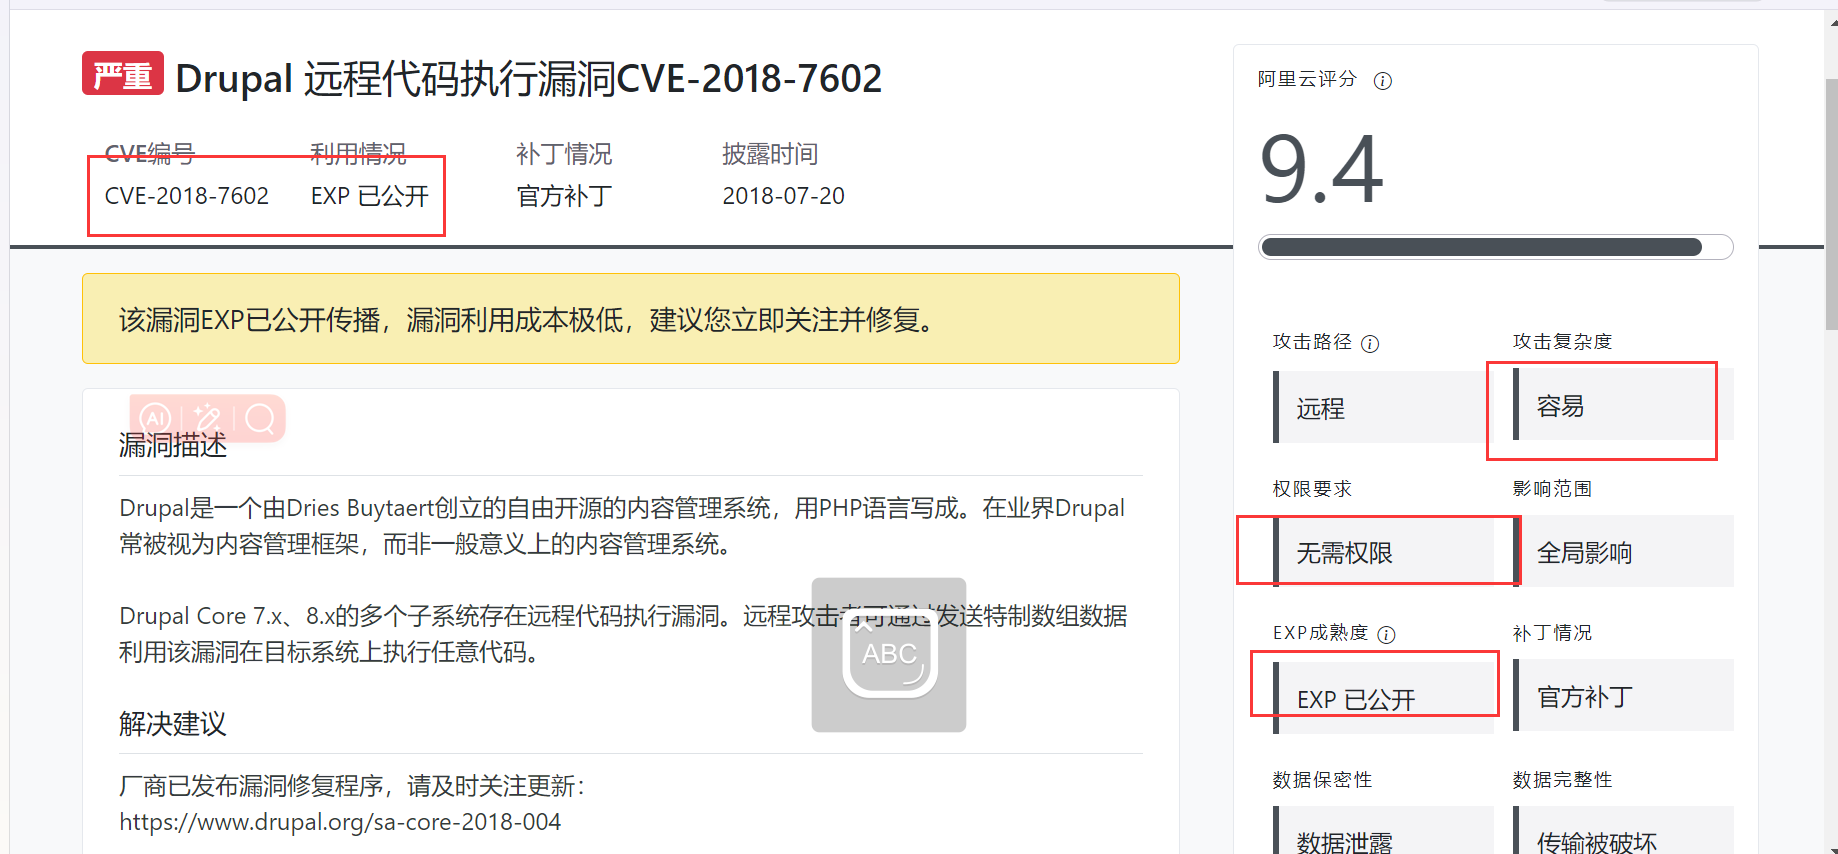 严重 Drupal 远程代码执行漏洞CVE-2018-7602
CVE编号 利用情况 补丁情况 披露时间
CVE-2018-7602 EXP 已公开 官方补丁 2018-07-20
该漏洞EXP已公开传播，漏洞利用成本极低，建议您立即关注并修复。
AI
漏洞描述
Drupal是一个由Dries Buytaert创立的自由开源的内容管理系统，用PHP语言写成。在业界Drupal
常被视为内容管理框架，而非一般意义上的内容管理系统。
Drupal Core 7.x、8.x的多个子系统存在远程代码执行漏洞。远程攻击者可通过发送特制数组数据
利用该漏洞在目标系统上执行任意代码。
ABC
解决建议
厂商已发布漏洞修复程序，请及时关注更新：
https://www.drupal.org/sa-core-2018-004
阿里云评分
9.4
攻击路径 攻击复杂度
远程 容易
权限要求 影响范围
无需权限 全局影响
EXP成熟度 补丁情况
EXP 已公开 官方补丁
数据保密性 数据完整性
数据泄露 传输被破坏